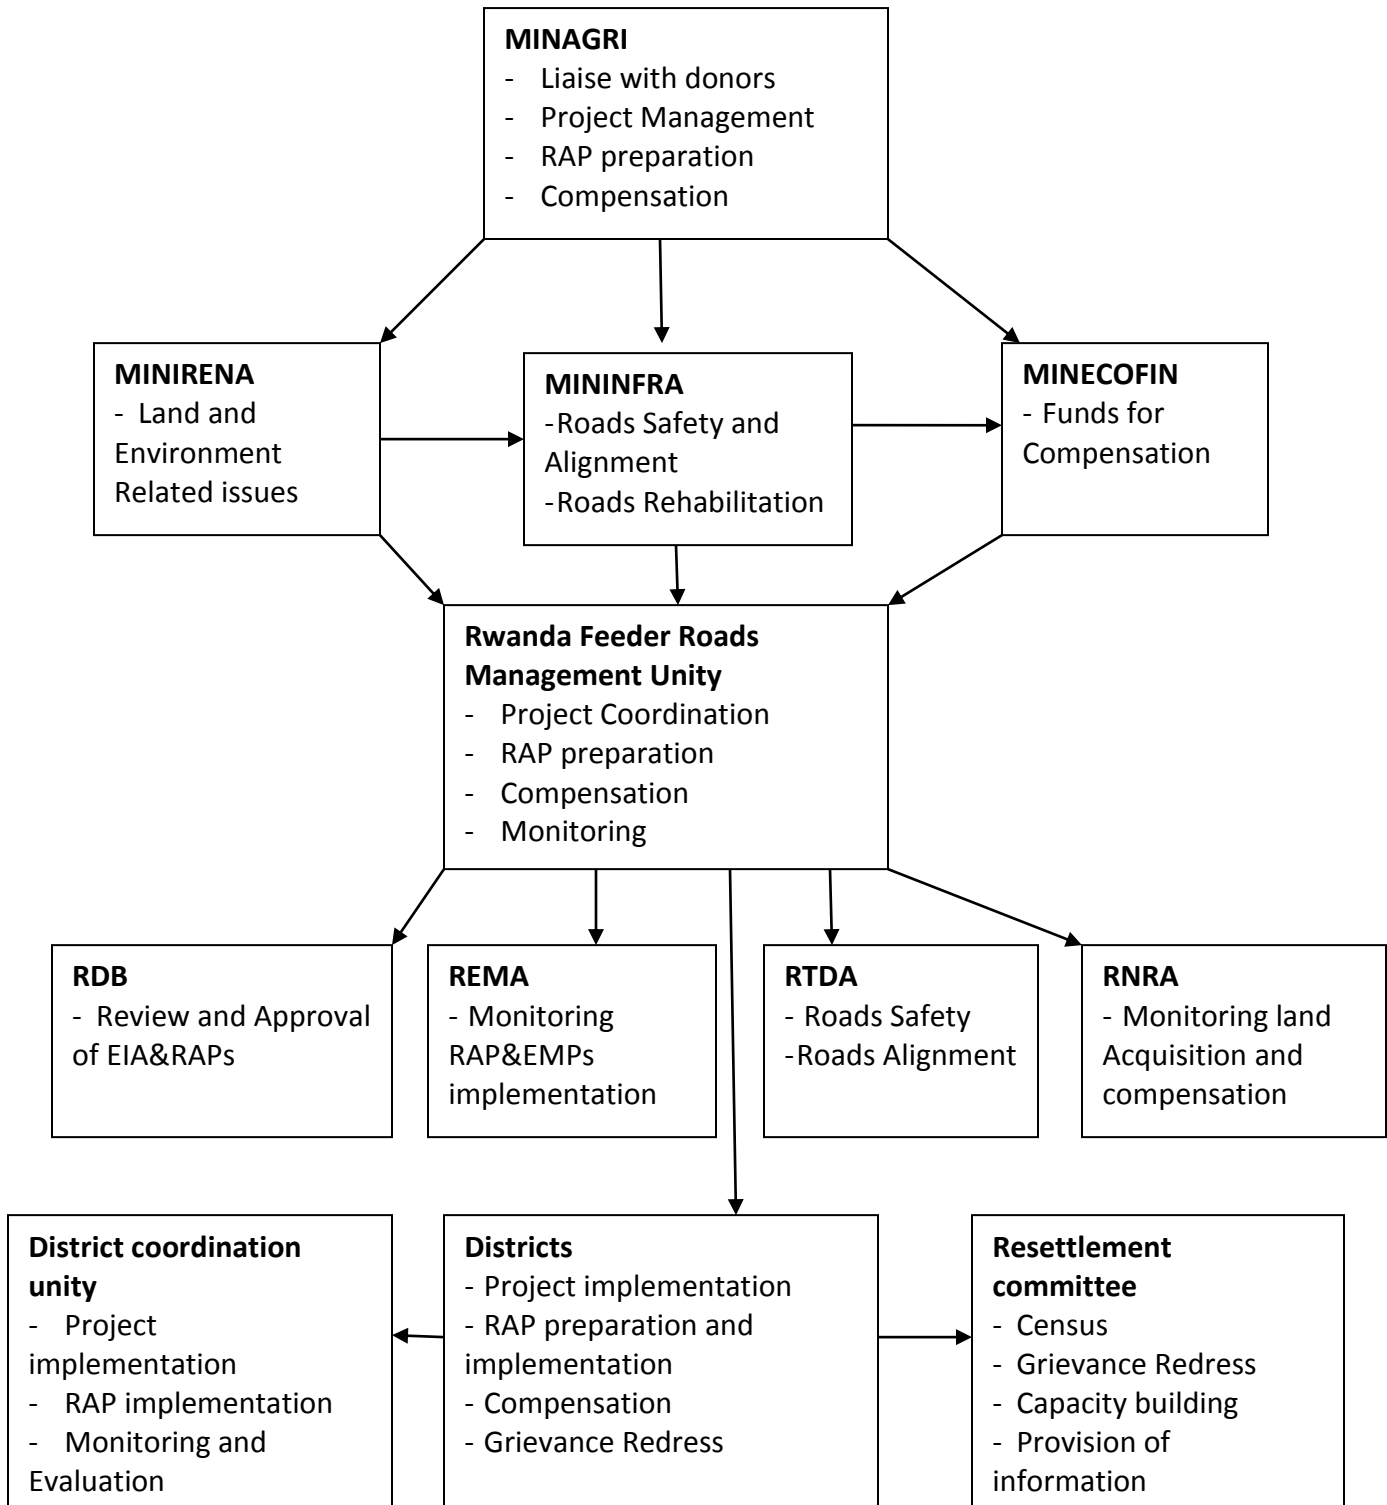 MINAGRI
- Liaise with donors
- Project Management
- RAP preparation
- Compensation
MINIRENA
- Land and
Environment
Related issues
MININFRA
-Roads Safety and
Alignment
-Roads Rehabilitation
MINECOFIN
- Funds for
Compensation
Rwanda Feeder Roads
Management Unity
- Project Coordination
- RAP preparation
- Compensation
- Monitoring
RDB
- Review and Approval
of EIA&RAPs
REMA
- Monitoring
RAP&EMPs
implementation
RTDA
- Roads Safety
-Roads Alignment
RNRA
- Monitoring land
Acquisition and
compensation
District coordination
unity
- Project
implementation
- RAP implementation
- Monitoring and
Evaluation
Districts
- Project implementation
- RAP preparation and
implementation
- Compensation
- Grievance Redress
Resettlement
committee
- Census
- Grievance Redress
- Capacity building
- Provision of
information